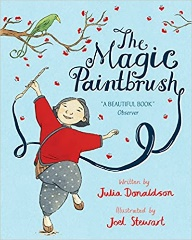 The
Magic
Paintbrush
"A BEAUTIFUL BOOK"
Observer
Written by
Julia Donaldson
Illustrated by
Joel Stewart